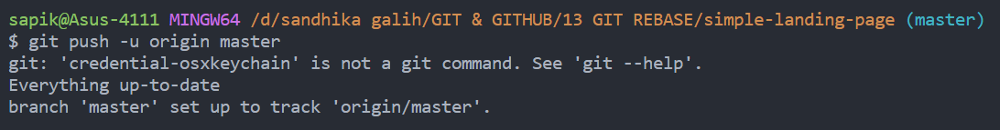 sapik@Asus-4111 MINGW64 /d/sandhika galih/GIT & GITHUB/13 GIT REBASE/simple-landing-page (master)
$ git push -u origin master
git: 'credential-osxkeychain' is not a git command. See 'git --help'.
Everything up-to-date
branch 'master' set up to track 'origin/master'.